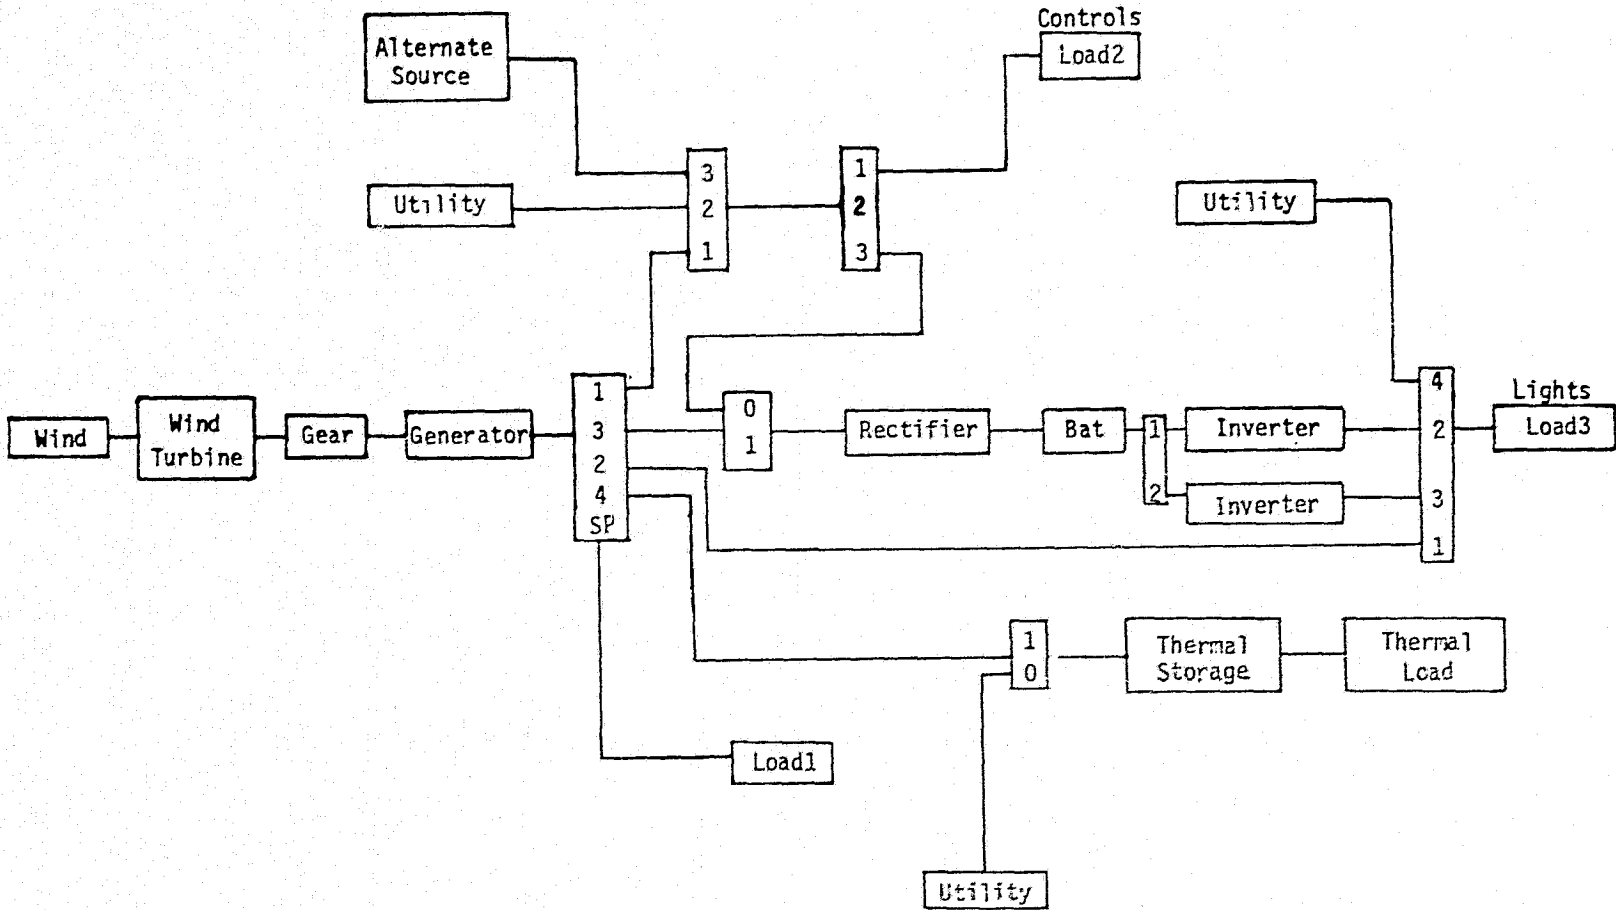 Controls
Load2
Alternate
Source
3
2
1
1
2
3
Utility
Utility
Wind
Wind
Turbine
Gear
Generator
1
3
2
4
SP
0
1
Rectifier
Bat
1
2
Inverter
Inverter
4
2
3
1
Lights
Load3
1
0
Thermal
Storage
Thermal
Load
Load1
Utility